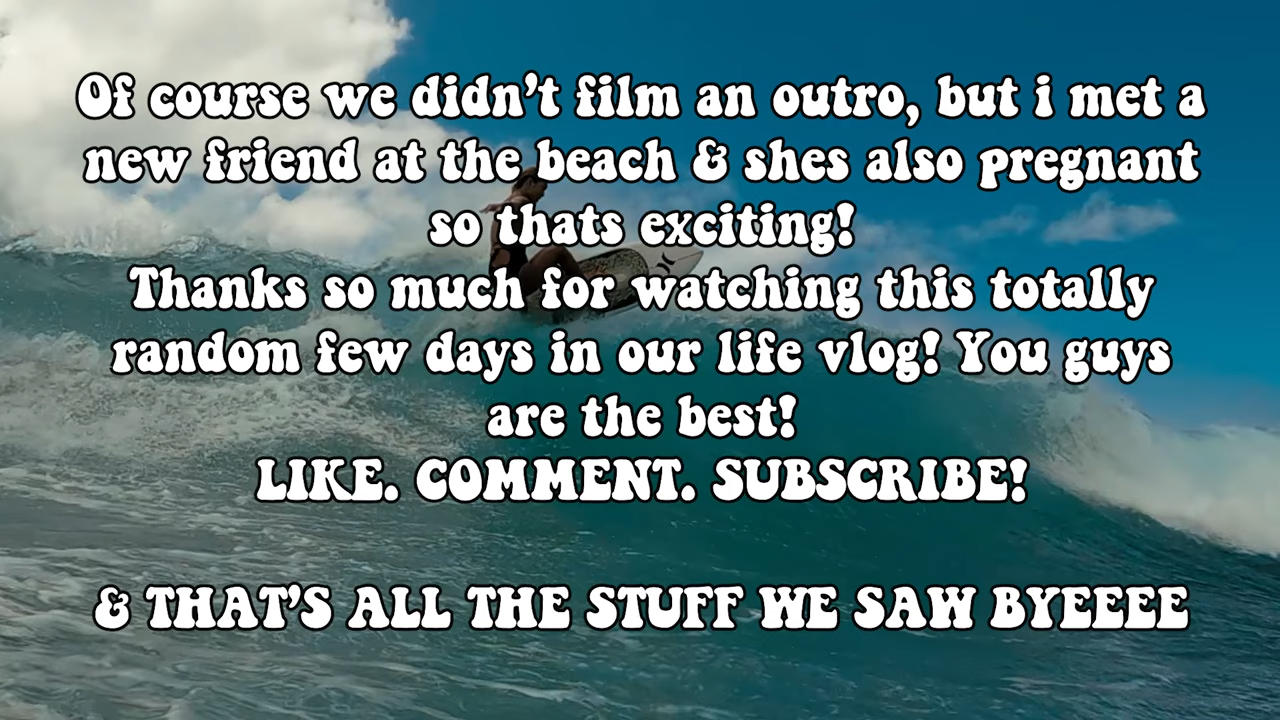 Of course we didn't film an outro, but i met a
new friend at the beach & shes also pregnant
so thats exciting!
Thanks so much for watching this totally
random few days in our life vlog! You guys
are the best!
LIKE. COMMENT. SUBSCRIBE!
& THAT'S ALL THE STUFF WE SAW BYEEEE